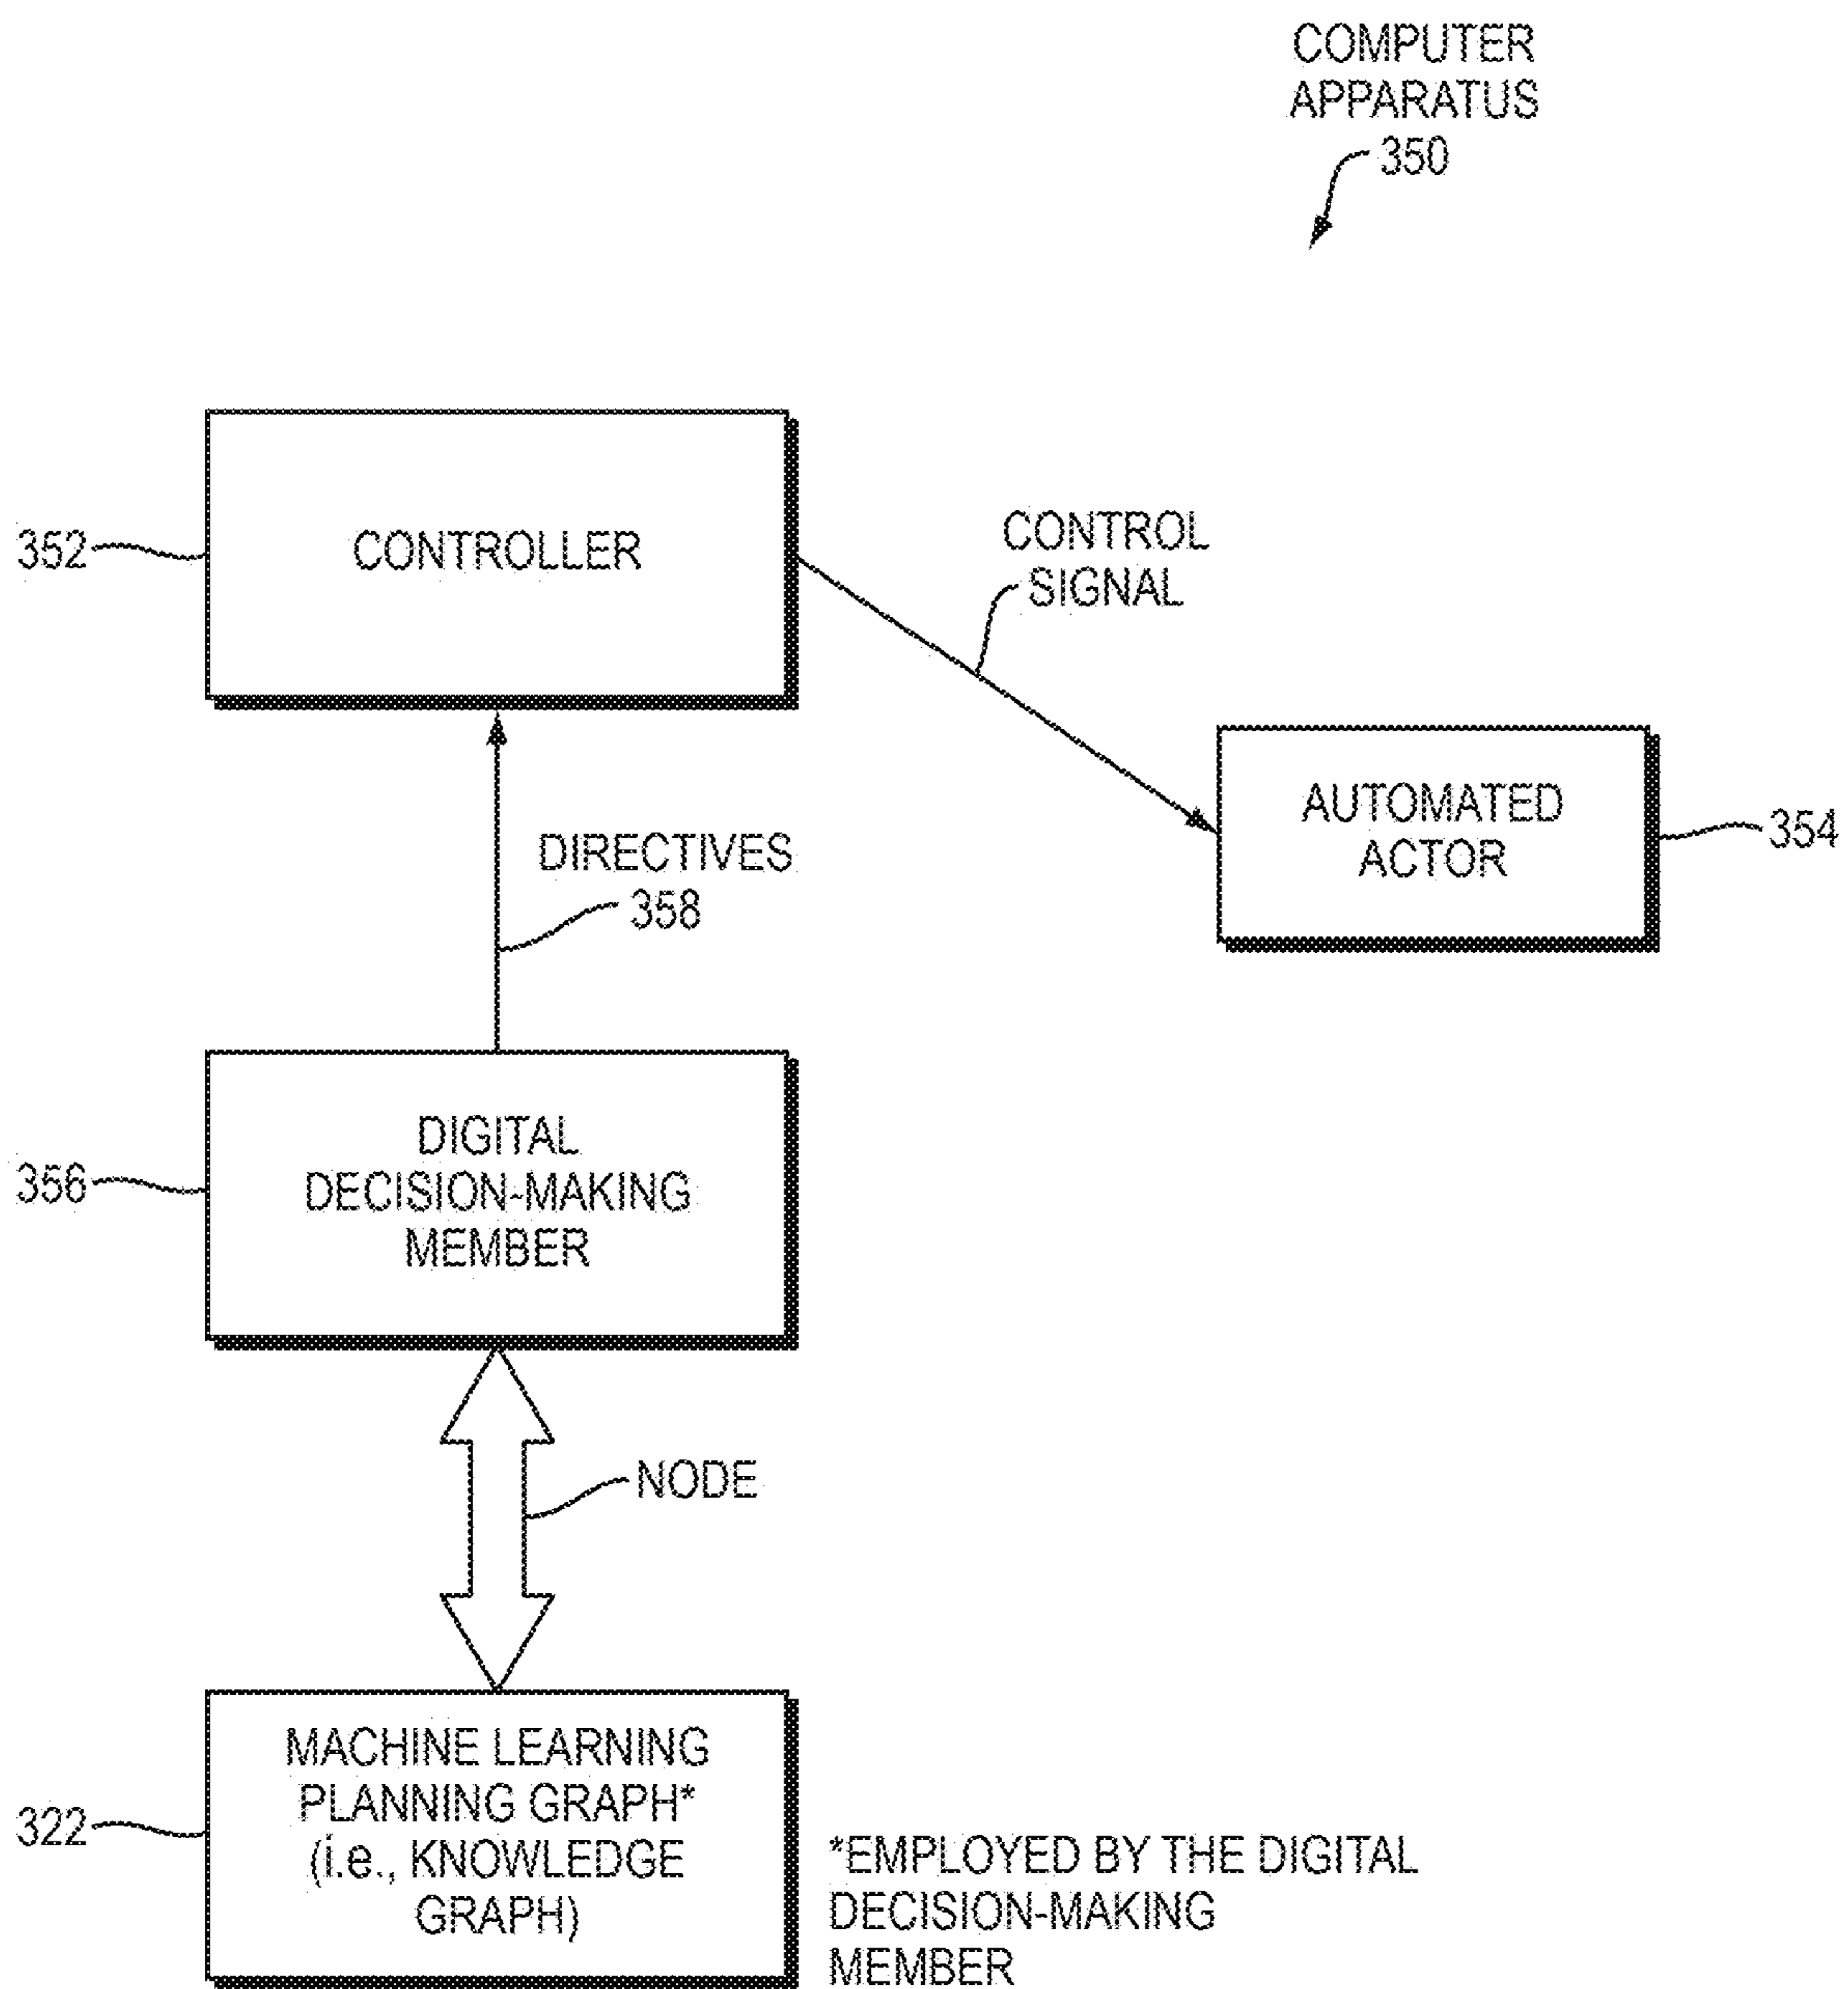 COMPUTER
APPARATUS
350
352
CONTROLLER
CONTROL
SIGNAL
AUTOMATED
ACTOR
354
DIRECTIVES
358
356
DIGITAL
DECISION-MAKING
MEMBER
NODE
322
MACHINE LEARNING
PLANNING GRAPH*
(i.e., KNOWLEDGE
GRAPH)
*EMPLOYED BY THE DIGITAL
DECISION-MAKING
MEMBER